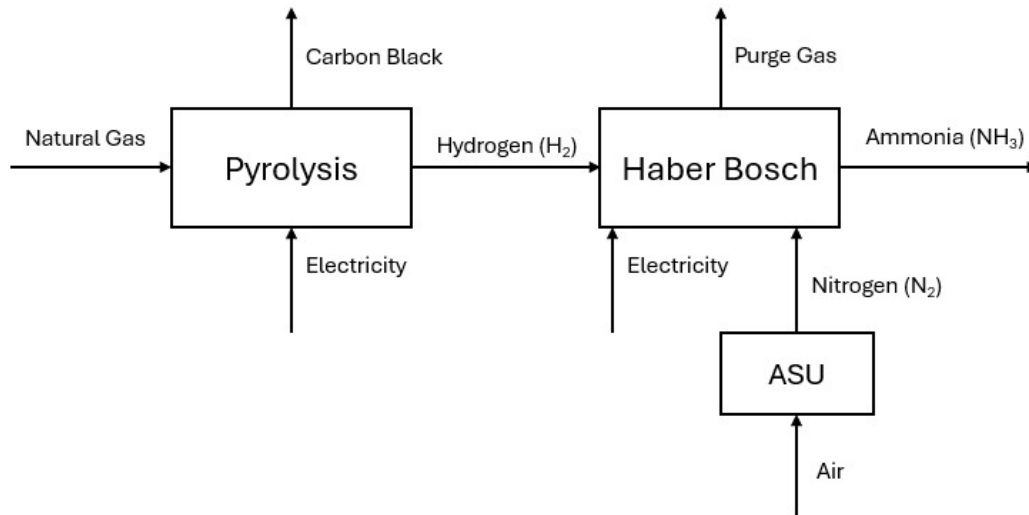 Carbon Black
Purge Gas
Natural Gas
Pyrolysis
Hydrogen (H₂)
Haber Bosch
Ammonia (NH₃)
Electricity
Electricity
Nitrogen (N₂)
ASU
Air